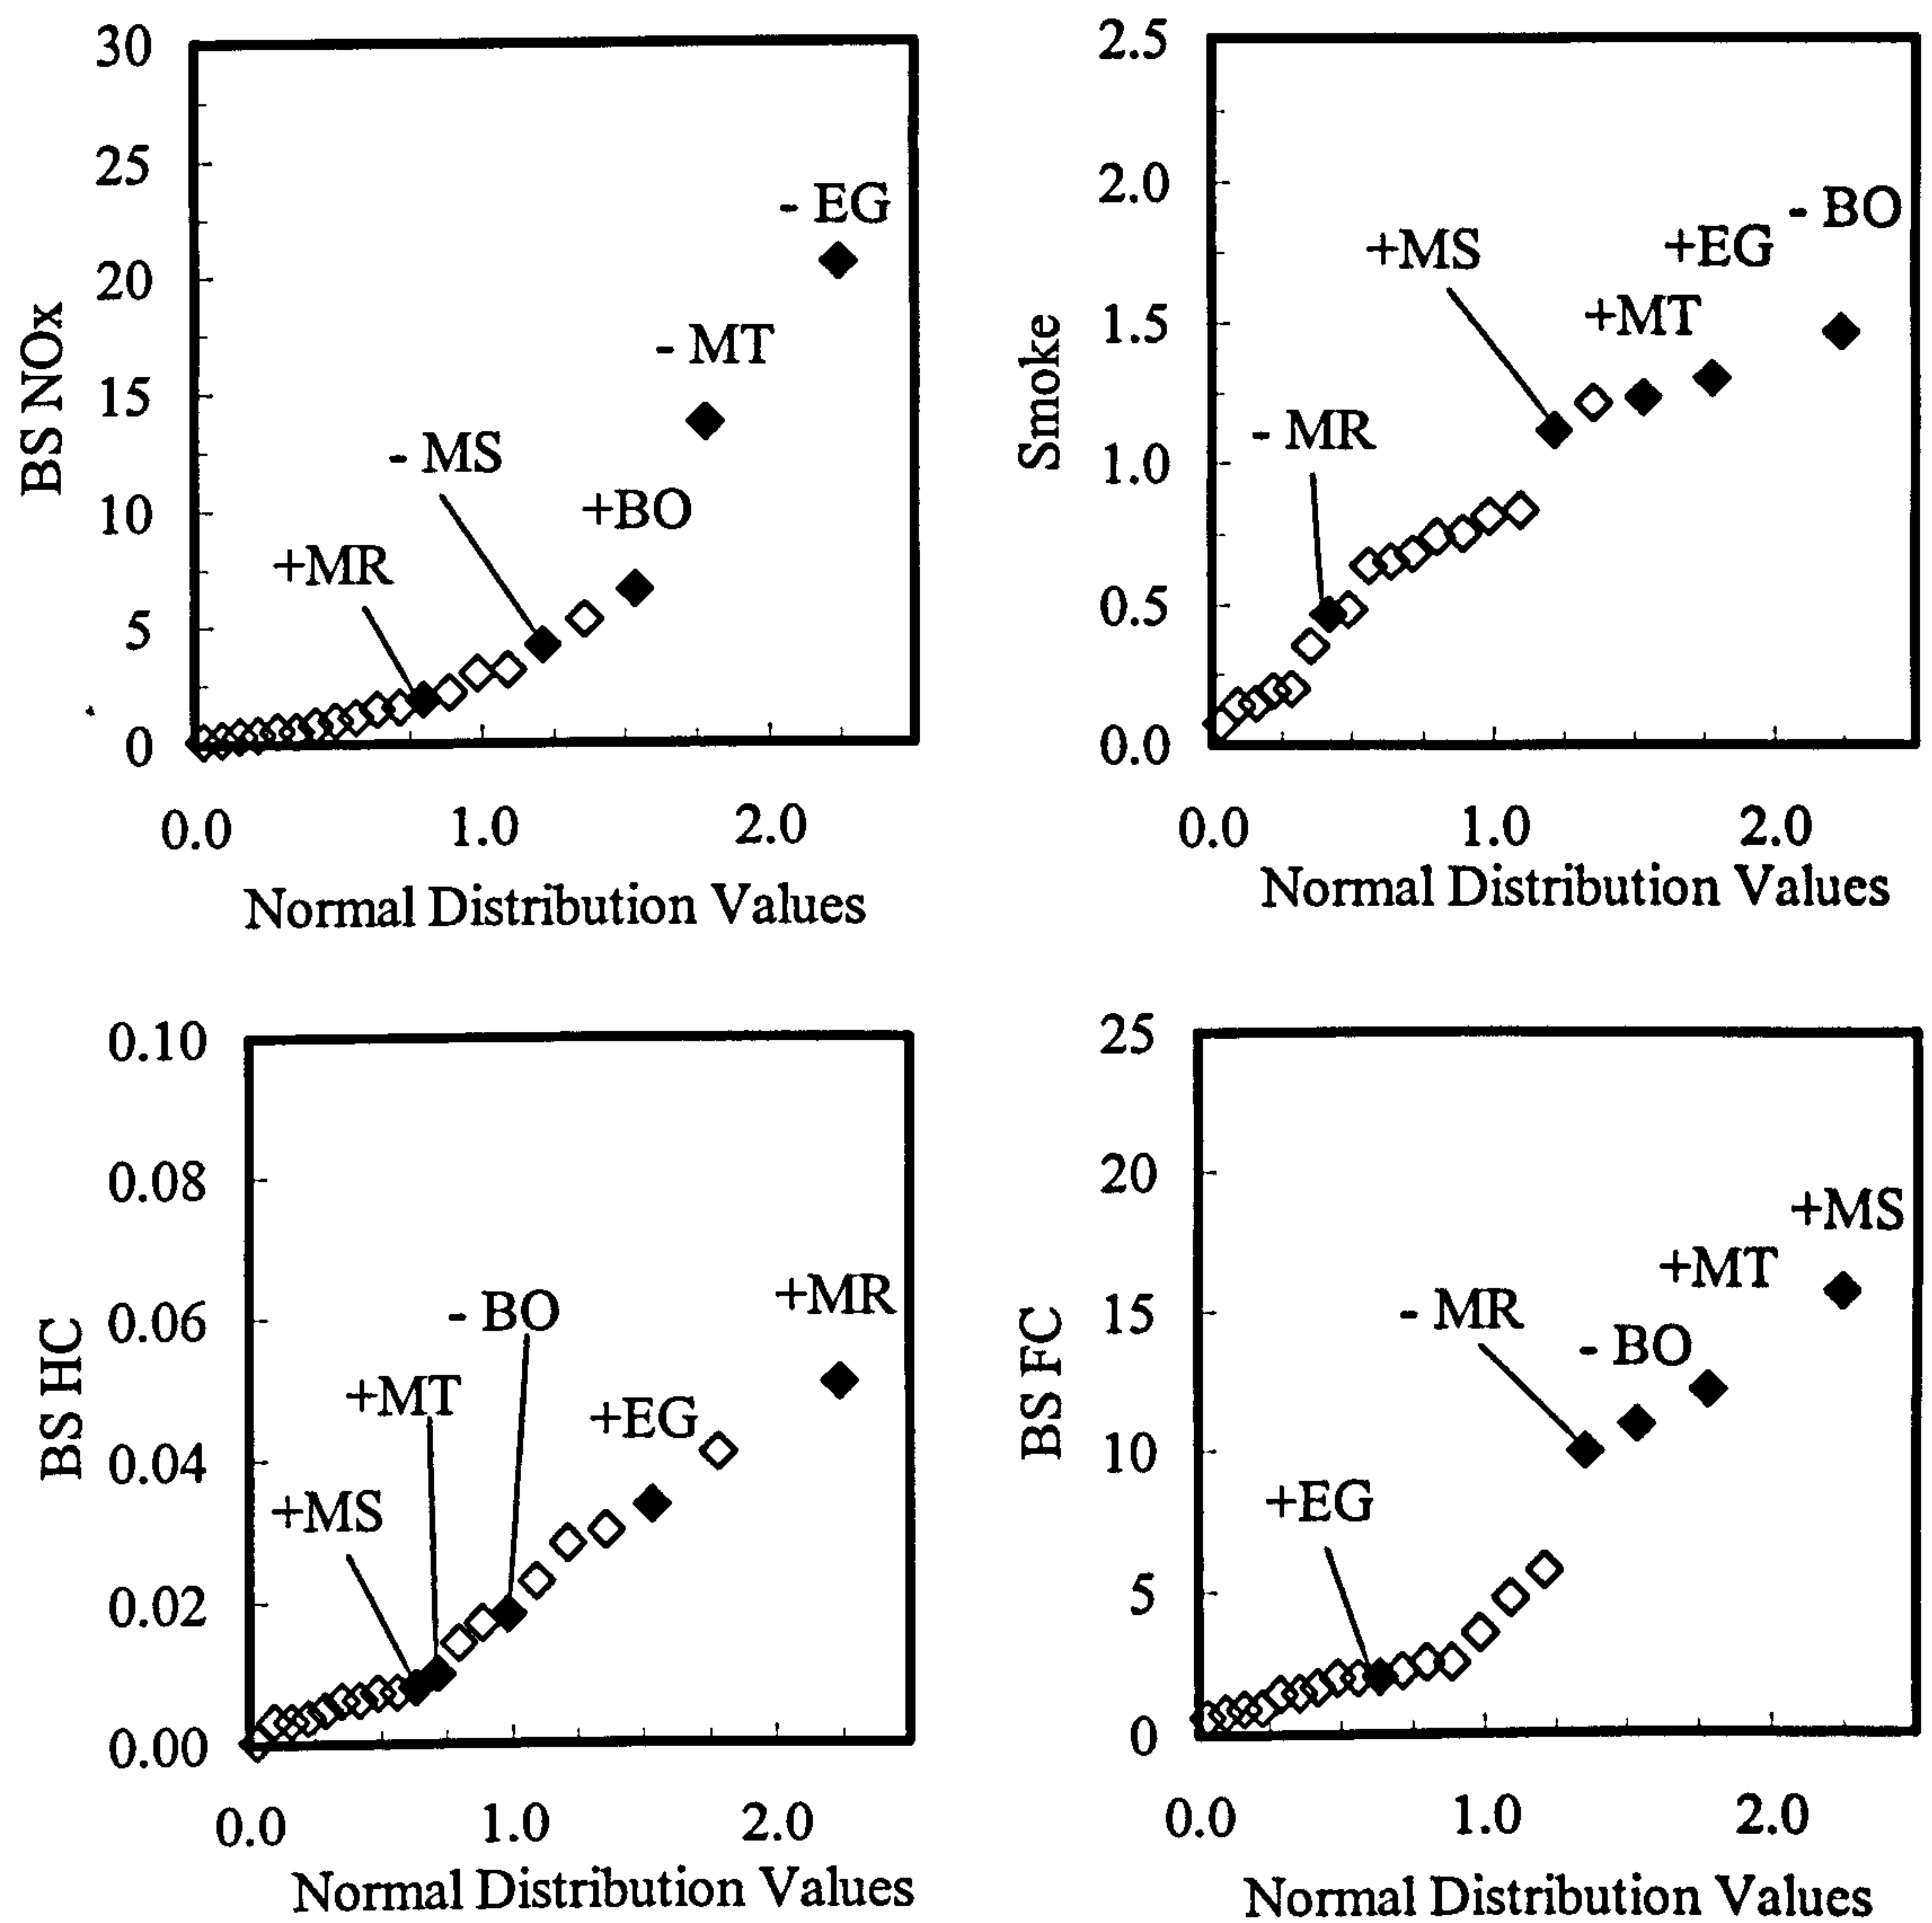 30
25
20
15
10
5
0
BS NOx
- EG
- MT
- MS
+BO
+MR
0.0 1.0 2.0
Normal Distribution Values
2.5
2.0
1.5
1.0
0.5
0.0
Smoke
- BO
+EG
+MS
+MT
- MR
0.0 1.0 2.0
Normal Distribution Values
0.10
0.08
0.06
0.04
0.02
0.00
BS HC
+MR
- BO
+MT
+EG
+MS
0.0 1.0 2.0
Normal Distribution Values
25
20
15
10
5
0
BS FC
+MS
+MT
- MR
- BO
+EG
0.0 1.0 2.0
Normal Distribution Values